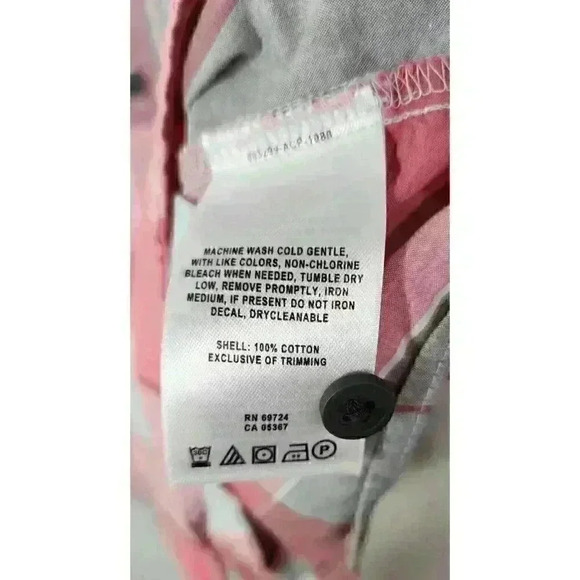 MACHINE WASH COLD GENTLE,
WITH LIKE COLORS, NON-CHLORINE
BLEACH WHEN NEEDED, TUMBLE DRY
LOW, REMOVE PROMPTLY, IRON
MEDIUM, IF PRESENT DO NOT IRON
DECAL, DRYCLEANABLE
SHELL: 100% COTTON
EXCLUSIVE OF TRIMMING
RN 69724
CA 05367
P